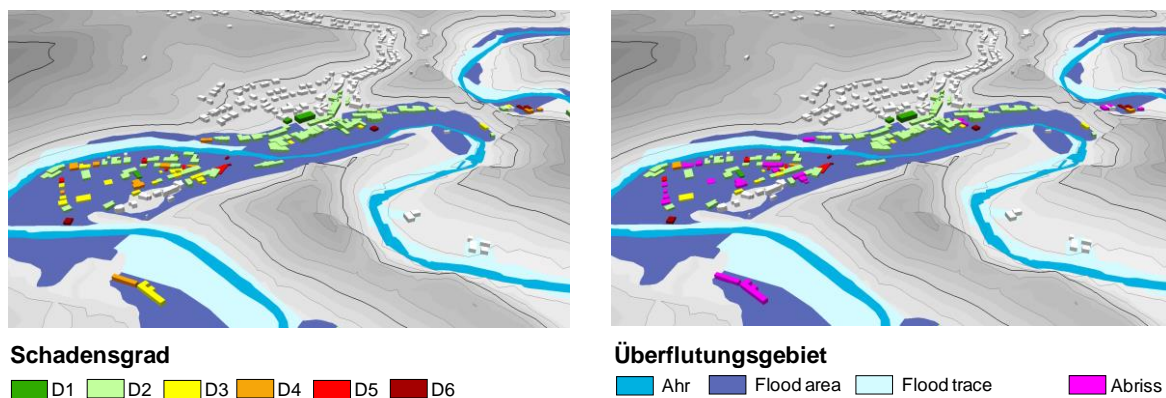 Schadensgrad
D1 D2 D3 D4 D5 D6
Überflutungsgebiet
Ahr Flood area Flood trace Abriss